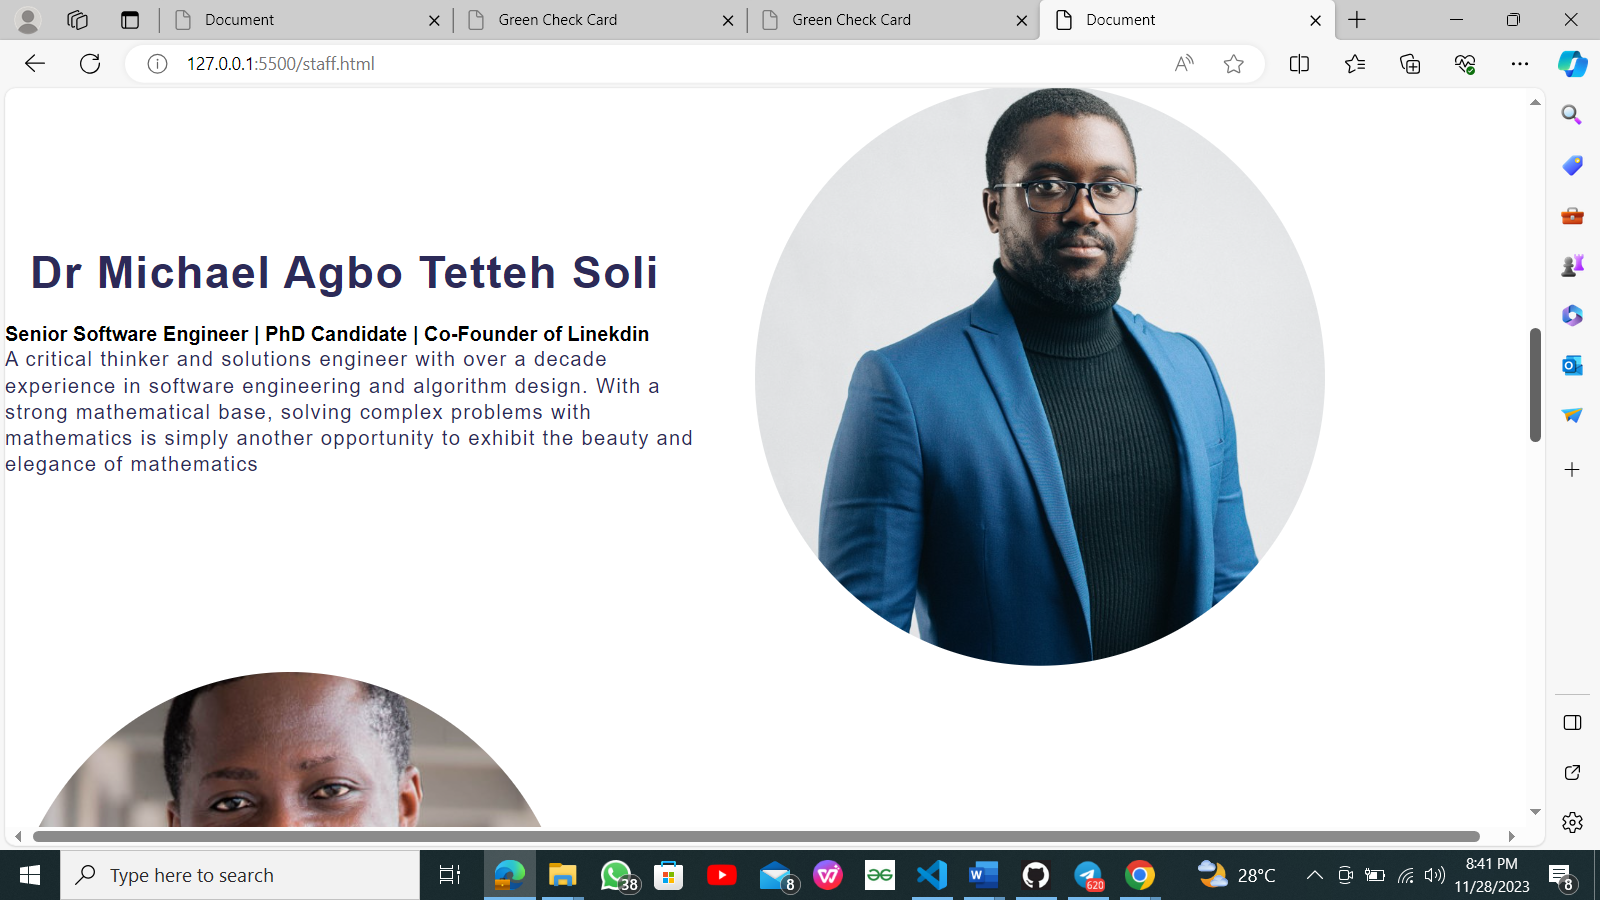 Document
Green Check Card
Green Check Card
Document
127.0.0.1:5500/staff.html
Dr Michael Agbo Tetteh Soli
Senior Software Engineer | PhD Candidate | Co-Founder of Linekdin
A critical thinker and solutions engineer with over a decade
experience in software engineering and algorithm design. With a
strong mathematical base, solving complex problems with
mathematics is simply another opportunity to exhibit the beauty and
elegance of mathematics
Type here to search
38
8
620
28°C
8:41 PM
11/28/2023
8